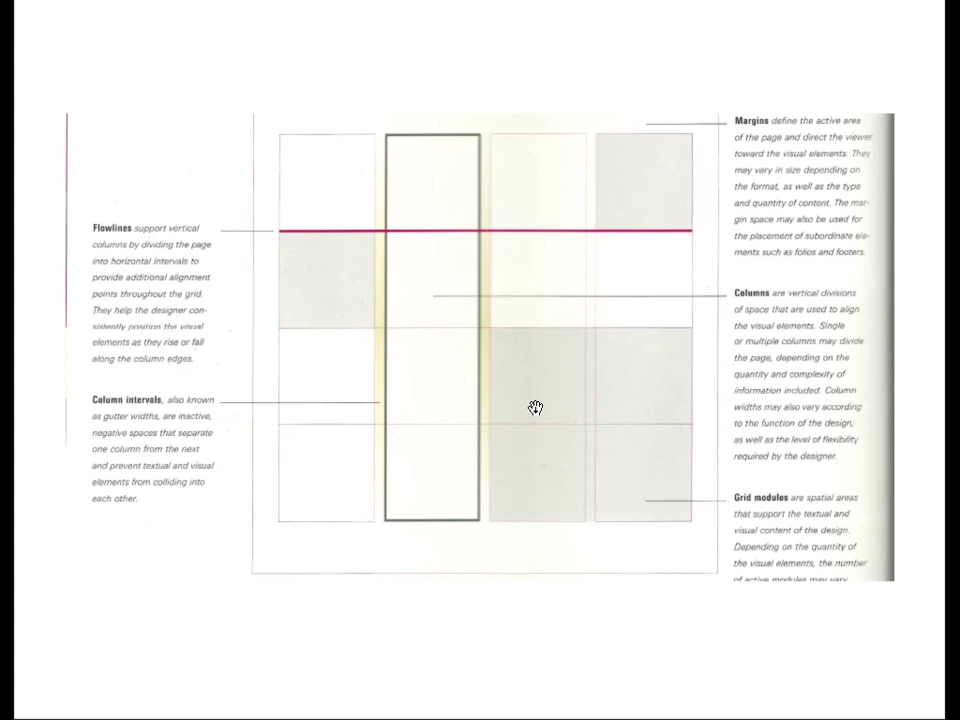 Flowlines support vertical
columns by dividing the page
into horizontal intervals to
provide additional alignment
points throughout the grid.
They help the designer con-
sistently position the visual
elements as they rise or fall
along the column edges.
Column intervals, also known
as gutter widths, are inactive,
negative spaces that separate
one column from the next
and prevent textual and visual
elements from colliding into
each other.
Margins define the active area
of the page and direct the viewer
toward the visual elements. They
may vary in size depending on
the format, as well as the type
and quantity of content. The mar-
gin space may also be used for
the placement of subordinate ele-
ments such as folios and footers.
Columns are vertical divisions
of space that are used to align
the visual elements. Single
or multiple columns may divide
the page, depending on the
quantity and complexity of
information included. Column
widths may also vary according
to the function of the design,
as well as the level of flexibility
required by the designer.
Grid modules are spatial areas
that support the textual and
visual content of the design.
Depending on the quantity of
the visual elements, the number
of active modules may vary